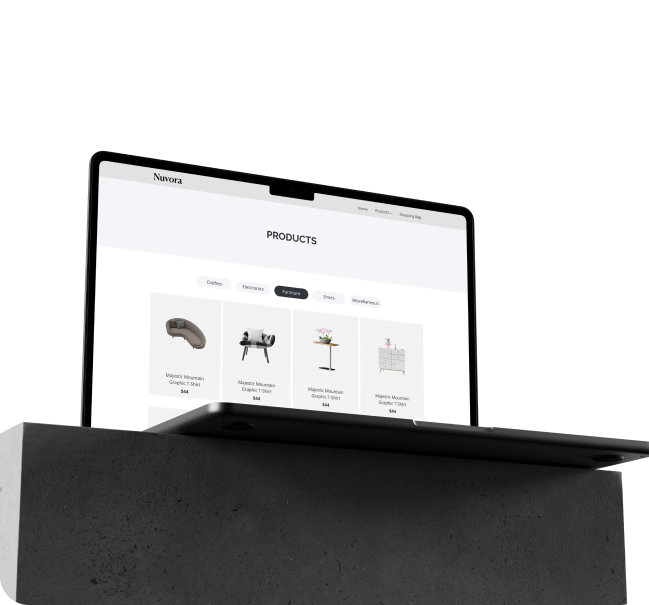 Nuvora
Home Products Shopping Bag
PRODUCTS
Clothes Electronics Furniture Shoes Miscellaneous
Majestic Mountain
Graphic T-Shirt
$44
Majestic Mountain
Graphic T-Shirt
$44
Majestic Mountain
Graphic T-Shirt
$44
Majestic Mountain
Graphic T-Shirt
$44